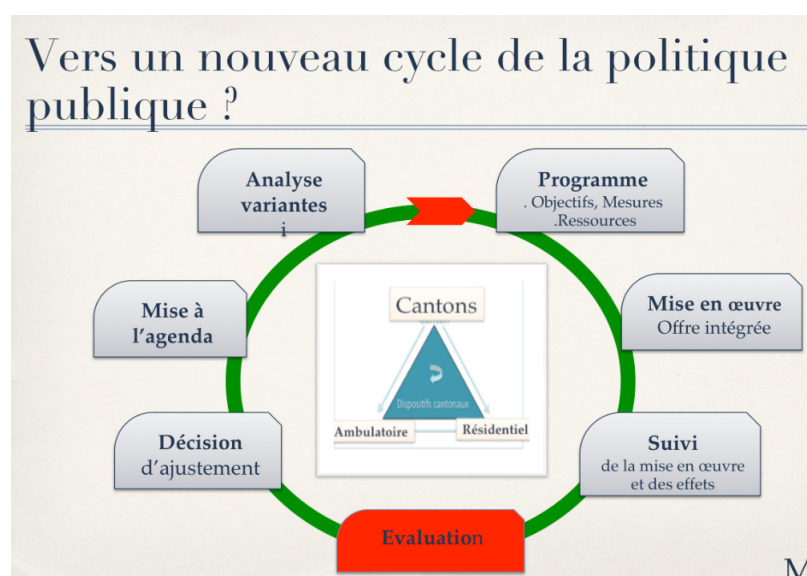 Vers un nouveau cycle de la politique
publique ?
Analyse
variantes
i
Programme
. Objectifs, Mesures
.Ressources
Mise à
l’agenda
Cantons
Mise en œuvre
Offre intégrée
Dispositifs cantonaux
Ambulatoire
Résidentiel
Décision
d’ajustement
Suivi
de la mise en œuvre
et des effets
Evaluation
M